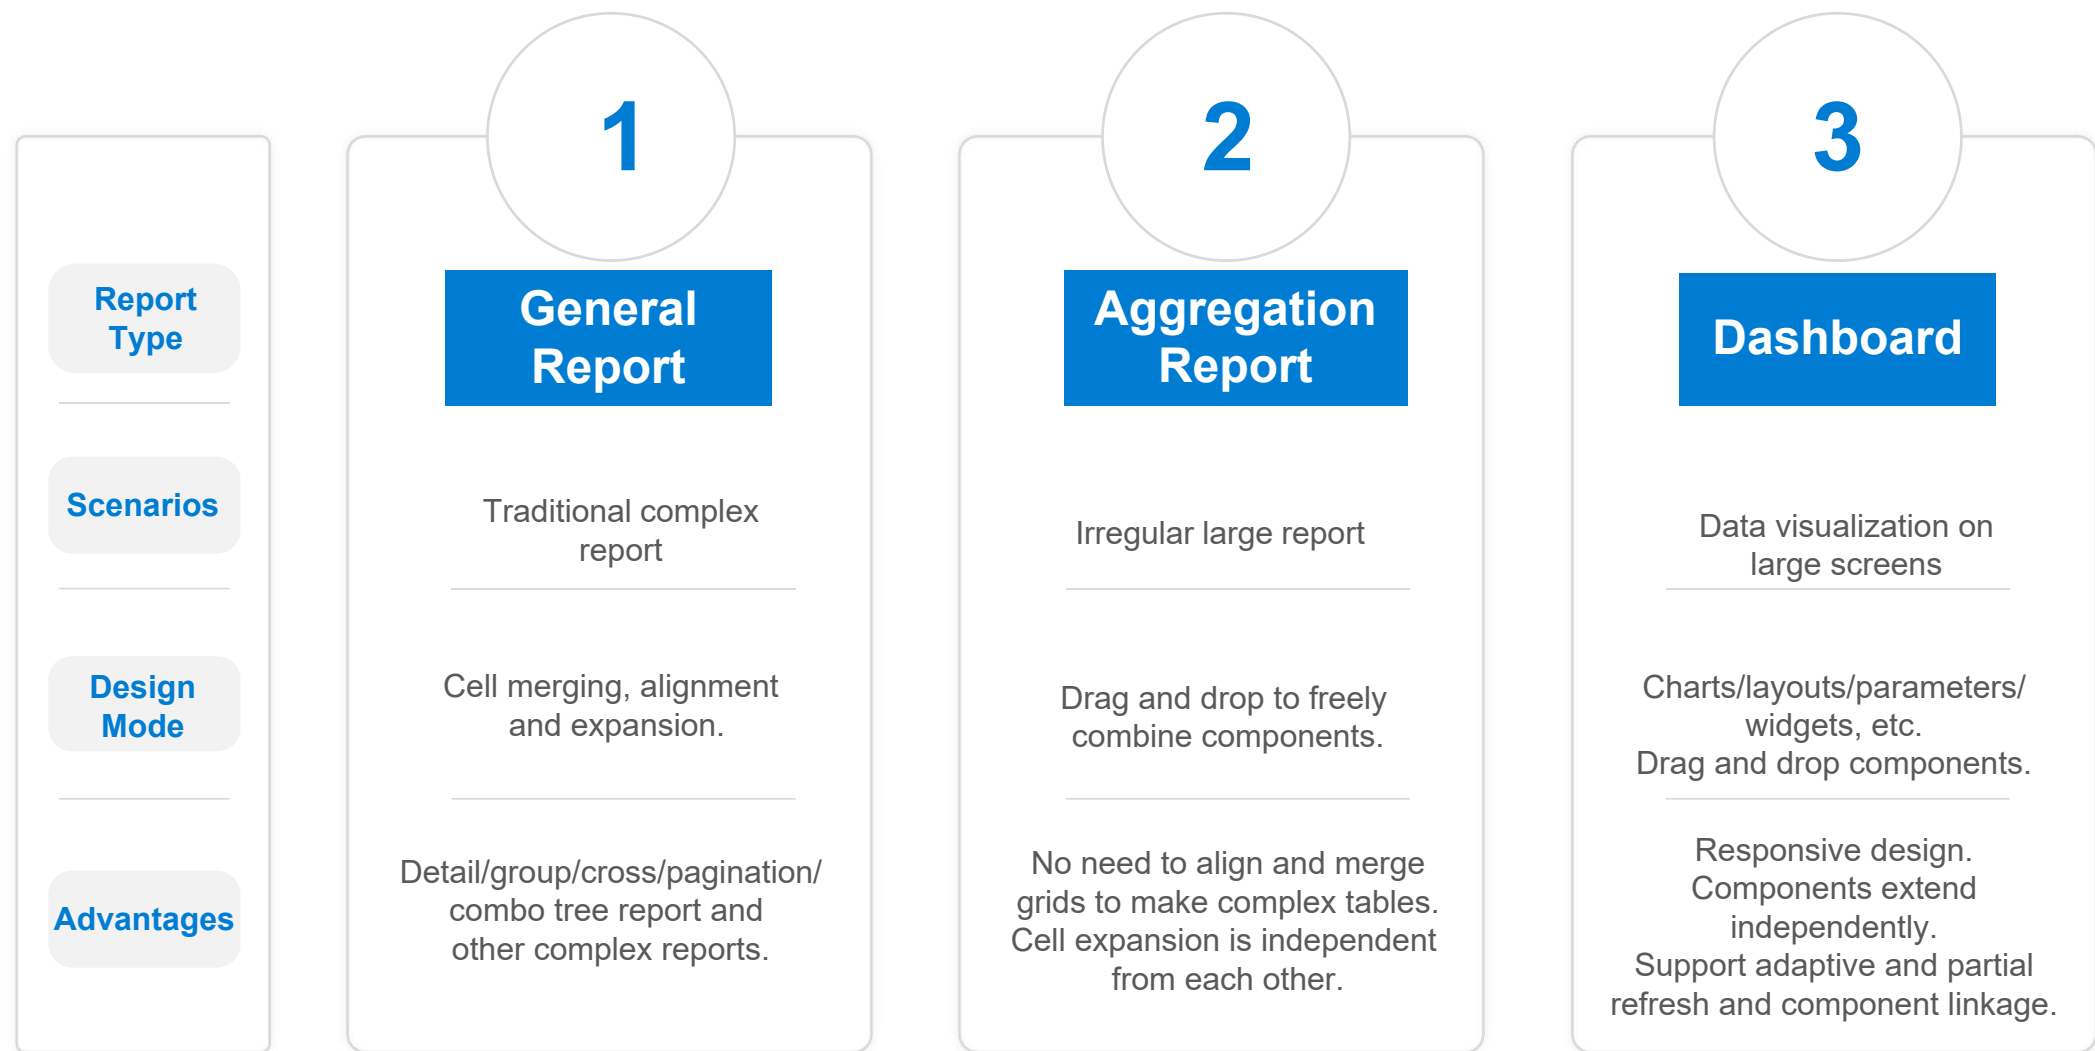 1
2
3
Report
Type
General
Report
Aggregation
Report
Dashboard
Scenarios
Traditional complex
report
Irregular large report
Data visualization on
large screens
Design
Mode
Cell merging, alignment
and expansion.
Drag and drop to freely
combine components.
Charts/layouts/parameters/
widgets, etc.
Drag and drop components.
Advantages
Detail/group/cross/pagination/
combo tree report and
other complex reports.
No need to align and merge
grids to make complex tables.
Cell expansion is independent
from each other.
Responsive design.
Components extend
independently.
Support adaptive and partial
refresh and component linkage.